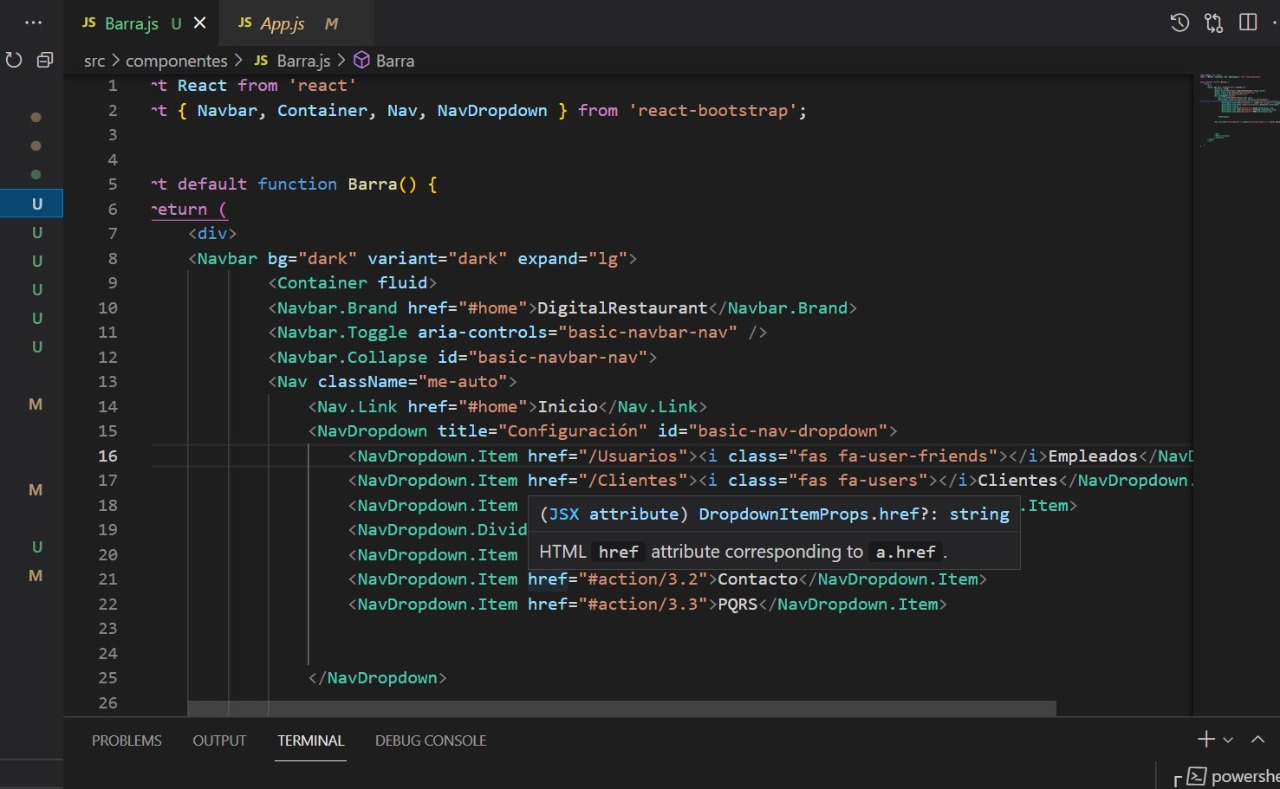 ...
JS Barra.js U
JS App.js M
src > componentes > JS Barra.js > Barra
1 rt React from 'react'
2 rt { Navbar, Container, Nav, NavDropdown } from 'react-bootstrap';
3
4
5 rt default function Barra() {
6 return (
7 <div>
8 <Navbar bg="dark" variant="dark" expand="lg">
9 <Container fluid>
10 <Navbar.Brand href="#home">DigitalRestaurant</Navbar.Brand>
11 <Navbar.Toggle aria-controls="basic-navbar-nav" />
12 <Navbar.Collapse id="basic-navbar-nav">
13 <Nav className="me-auto">
14 <Nav.Link href="#home">Inicio</Nav.Link>
15 <NavDropdown title="Configuración" id="basic-nav-dropdown">
16 <NavDropdown.Item href="/Usuarios"><i class="fas fa-user-friends"></i>Empleados</NavD
17 <NavDropdown.Item href="/Clientes"><i class="fas fa-users"></i>Clientes</NavDropdown.
18 <NavDropdown.Item .Item>
(JSX attribute) DropdownItemProps.href?: string
19 <NavDropdown.Divid
HTML href attribute corresponding to a.href.
20 <NavDropdown.Item
21 <NavDropdown.Item href="#action/3.2">Contacto</NavDropdown.Item>
22 <NavDropdown.Item href="#action/3.3">PQRS</NavDropdown.Item>
23
24
25 </NavDropdown>
26
U
U
U
U
U
U
M
M
U
M
PROBLEMS OUTPUT TERMINAL DEBUG CONSOLE
powershe